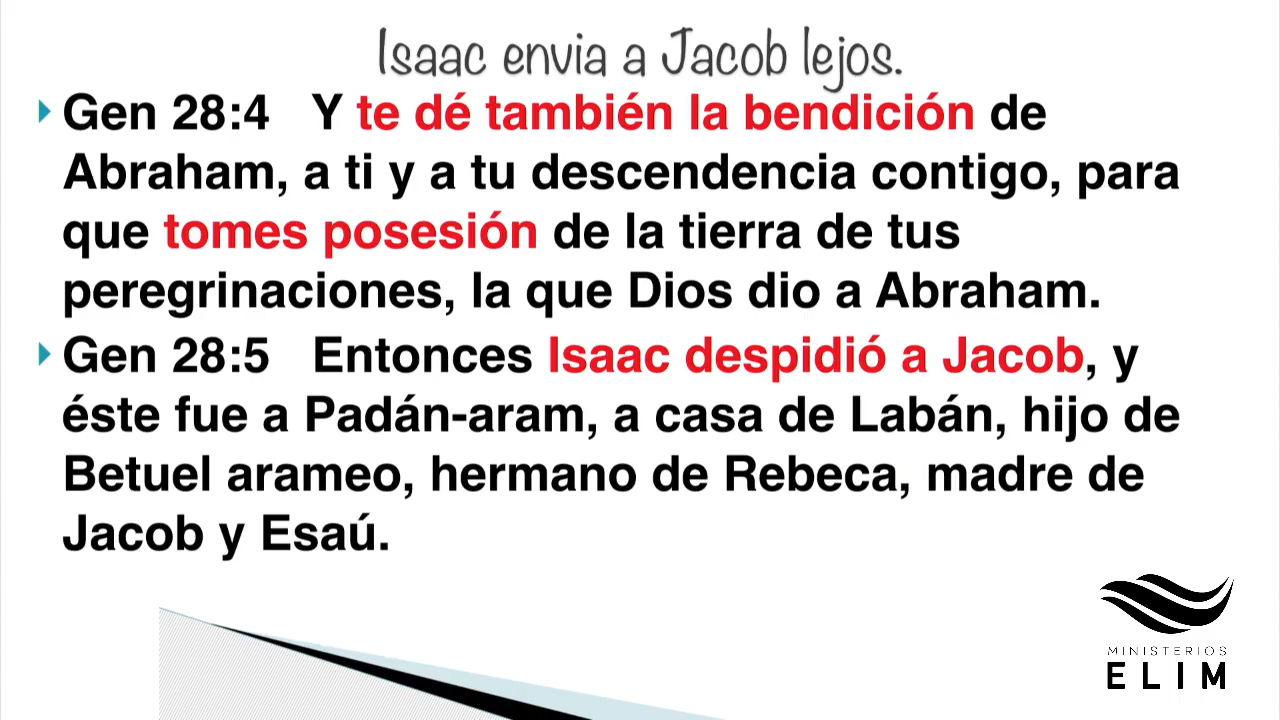 Isaac envia a Jacob lejos.
Gen 28:4 Y te dé también la bendición de
Abraham, a ti y a tu descendencia contigo, para
que tomes posesión de la tierra de tus
peregrinaciones, la que Dios dio a Abraham.
Gen 28:5 Entonces Isaac despidió a Jacob, y
éste fue a Padán-aram, a casa de Labán, hijo de
Betuel arameo, hermano de Rebeca, madre de
Jacob y Esaú.
MINISTERIOS
ELIM